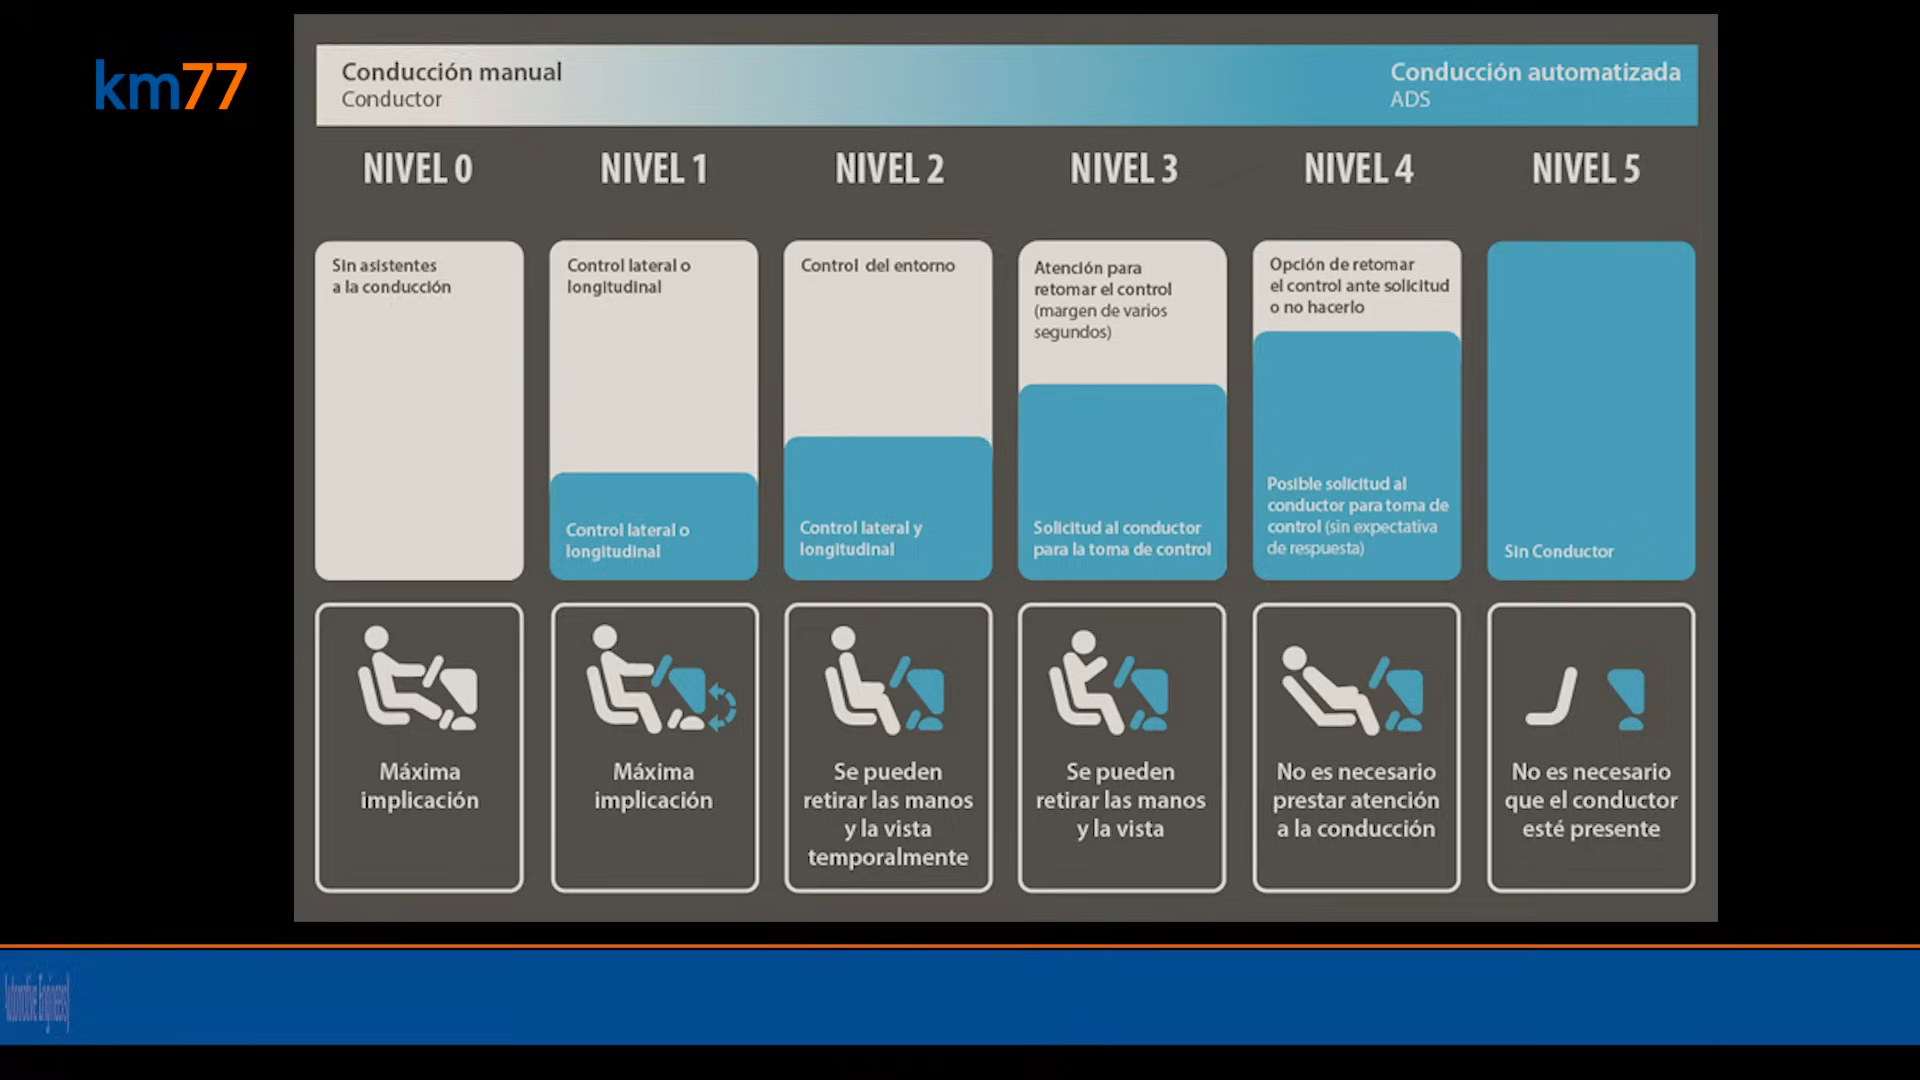 km77
Conducción manual
Conductor
Conducción automatizada
ADS
NIVEL 0
NIVEL 1
NIVEL 2
NIVEL 3
NIVEL 4
NIVEL 5
Sin asistentes
a la conducción
Control lateral o
longitudinal
Control lateral o
longitudinal
Control del entorno
Control lateral y
longitudinal
Atención para
retomar el control
(margen de varios
segundos)
Solicitud al conductor
para la toma de control
Opción de retomar
el control ante solicitud
o no hacerlo
Posible solicitud al
conductor para toma de
control (sin expectativa
de respuesta)
Sin Conductor
Máxima
implicación
Máxima
implicación
Se pueden
retirar las manos
y la vista
temporalmente
Se pueden
retirar las manos
y la vista
No es necesario
prestar atención
a la conducción
No es necesario
que el conductor
esté presente
Automotive Engineers)